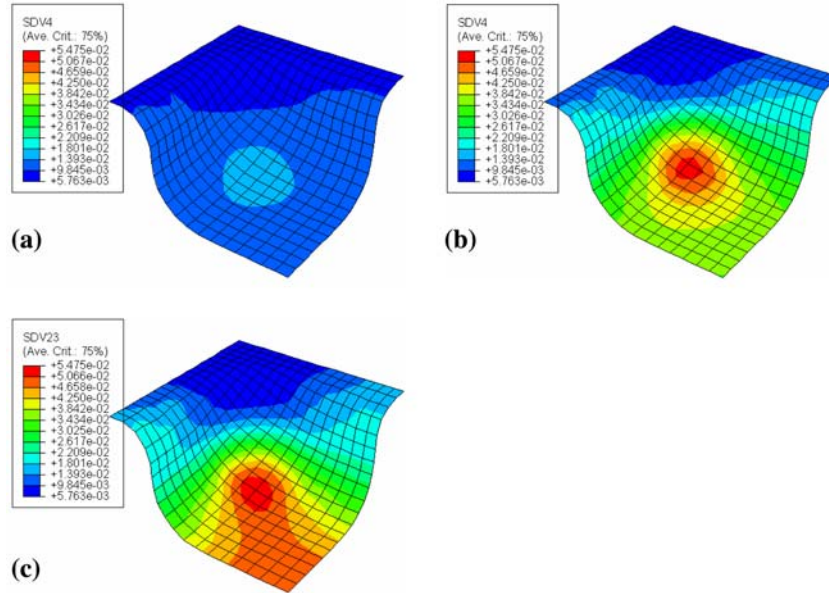 SDV4
(Ave. Crit.: 75%)
+5.475e-02
+5.067e-02
+4.659e-02
+4.250e-02
+3.842e-02
+3.434e-02
+3.026e-02
+2.617e-02
+2.209e-02
+1.801e-02
+1.393e-02
+9.845e-03
+5.763e-03
(a)
SDV4
(Ave. Crit.: 75%)
+5.475e-02
+5.067e-02
+4.659e-02
+4.250e-02
+3.842e-02
+3.434e-02
+3.026e-02
+2.617e-02
+2.209e-02
+1.801e-02
+1.393e-02
+9.845e-03
+5.763e-03
(b)
SDV23
(Ave. Crit.: 75%)
+5.475e-02
+5.066e-02
+4.658e-02
+4.250e-02
+3.842e-02
+3.434e-02
+3.025e-02
+2.617e-02
+2.209e-02
+1.801e-02
+1.393e-02
+9.845e-03
+5.763e-03
(c)